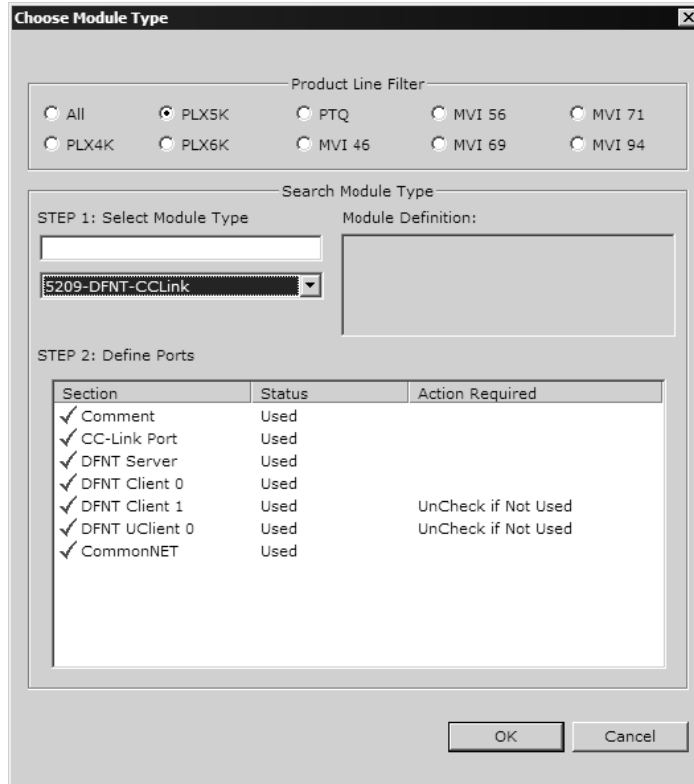 Choose Module Type
Product Line Filter
All PLX5K PTQ MVI 56 MVI 71
PLX4K PLX6K MVI 46 MVI 69 MVI 94
Search Module Type
STEP 1: Select Module Type Module Definition:
5209-DFNT-CCLink
STEP 2: Define Ports
Section Status Action Required
Comment Used
CC-Link Port Used
DFNT Server Used
DFNT Client 0 Used
DFNT Client 1 Used UnCheck if Not Used
DFNT UClient 0 Used UnCheck if Not Used
CommonNET Used
OK Cancel